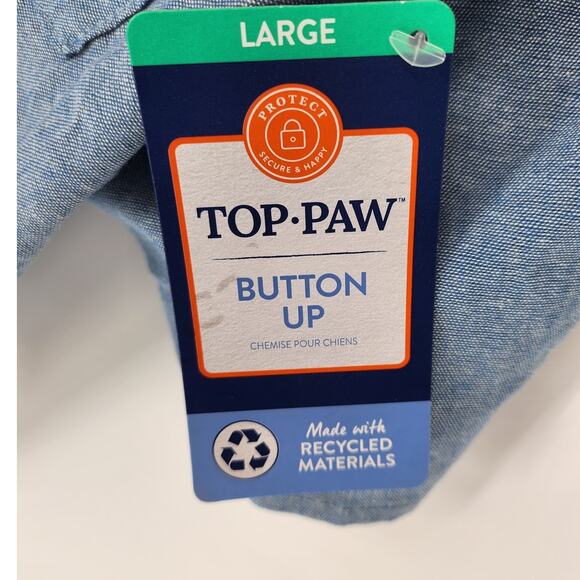 LARGE
PROTECT
SECURE & HAPPY
TOP·PAW™
BUTTON
UP
CHEMISE POUR CHIENS
Made with
RECYCLED
MATERIALS